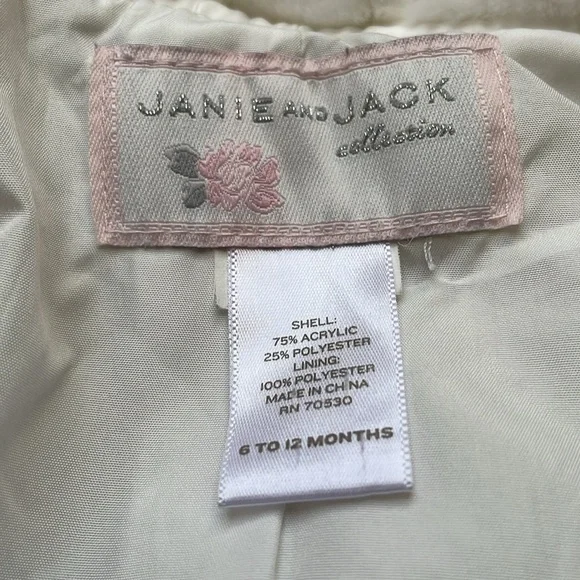 JANIE AND JACK
collection
SHELL:
75% ACRYLIC
25% POLYESTER
LINING:
100% POLYESTER
MADE IN CHINA
RN 70530
6 TO 12 MONTHS